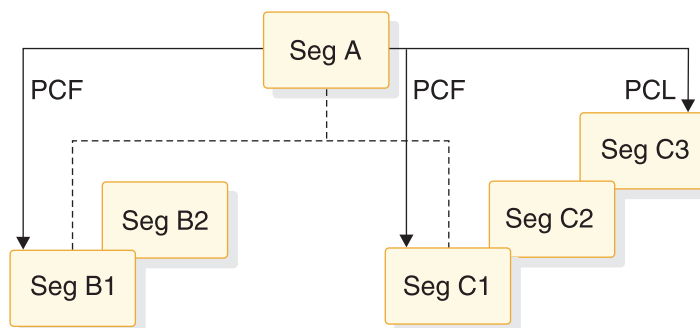 Seg A
PCF
PCF
PCL
Seg C3
Seg B2
Seg C2
Seg B1
Seg C1